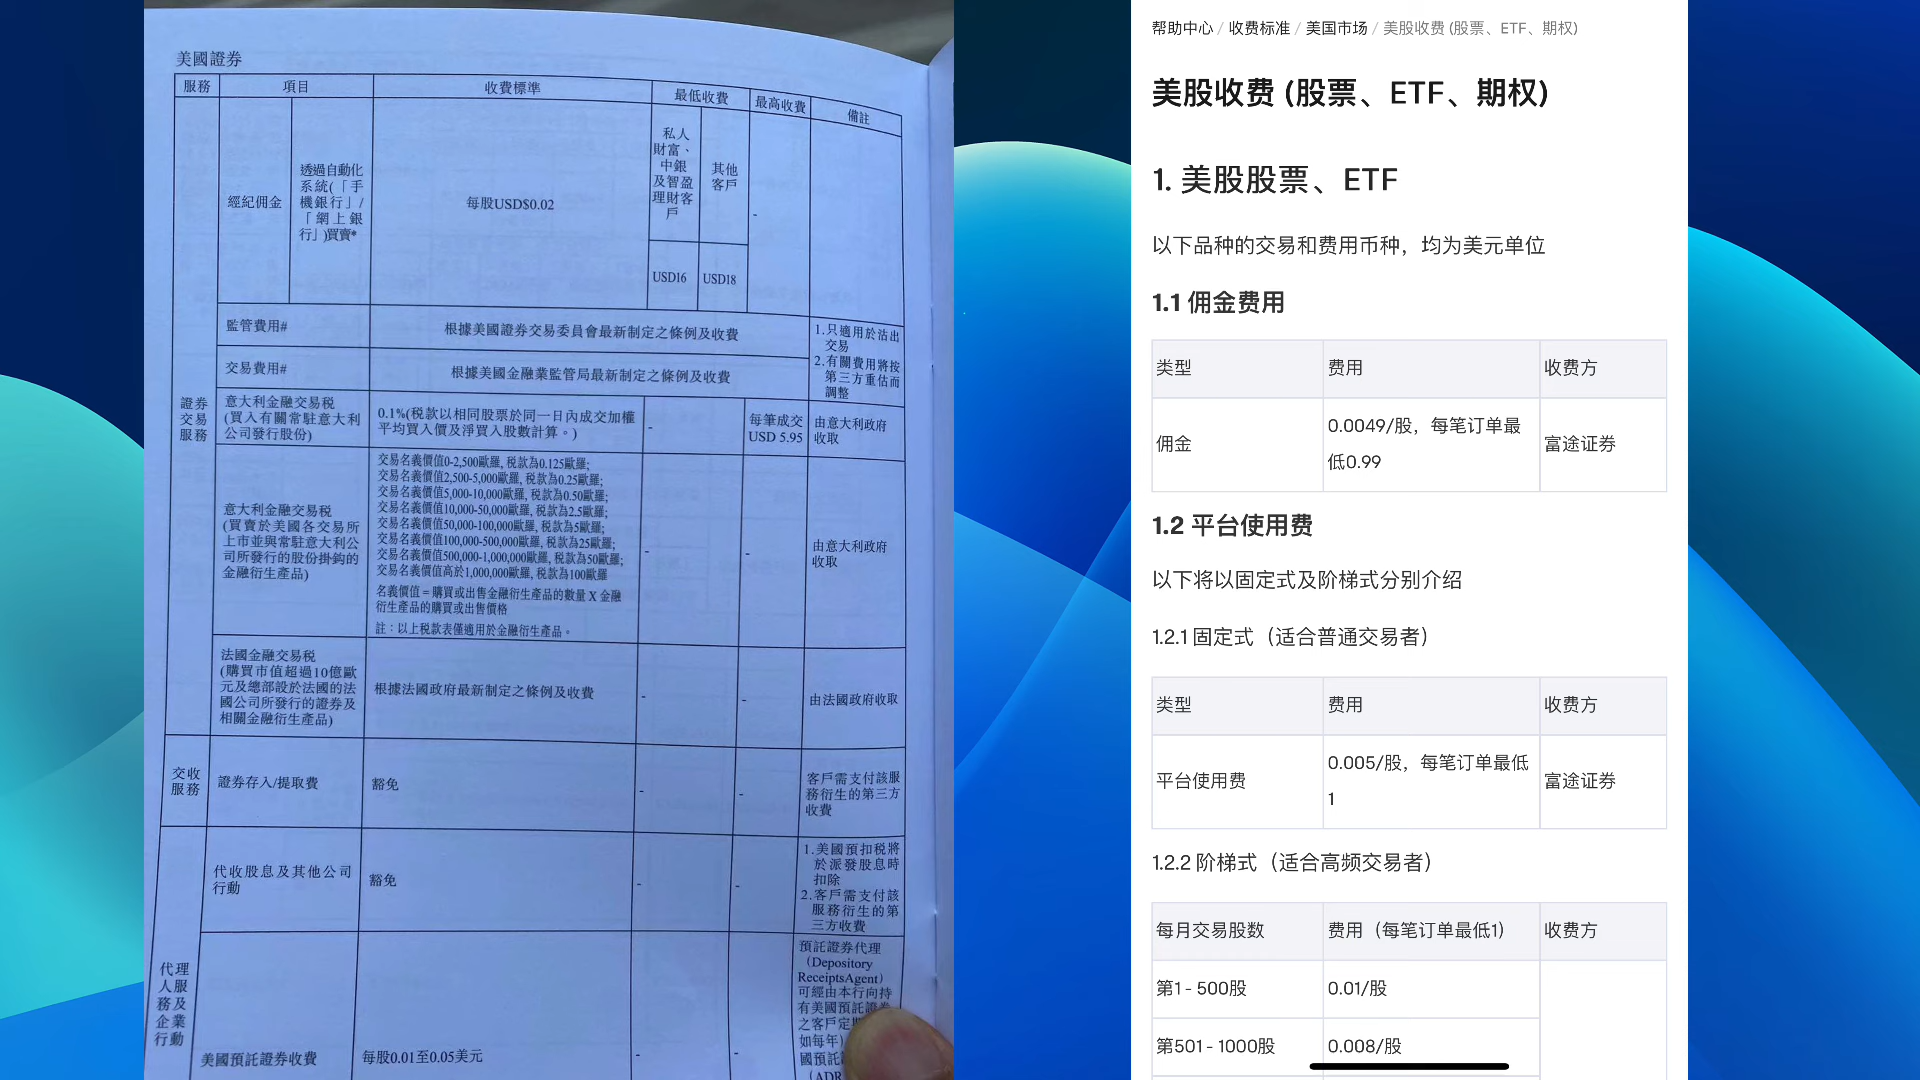 美國證券
服務
項目
收費標準
最低收費
最高收費
備註
私人
財富、
中銀
及智盈
理財客
戶
其他
客戶
經紀佣金
透過自動化
系統(「手
機銀行」/
「網上銀
行」)買賣*
每股USD$0.02
-
USD16
USD18
監管費用#
根據美國證券交易委員會最新制定之條例及收費
交易費用#
根據美國金融業監管局最新制定之條例及收費
1.只適用於沽出
交易
2.有關費用將按
第三方重估而
調整
證券
交易
服務
意大利金融交易稅
(買入有關常駐意大利
公司發行股份)
0.1%(稅款以相同股票於同一日內成交加權
平均買入價及淨買入股數計算。)
-
每筆成交
USD 5.95
由意大利政府
收取
意大利金融交易稅
(買賣於美國各交易所
上市並與常駐意大利公
司所發行的股份掛鈎的
金融衍生產品)
交易名義價值0-2,500歐羅, 稅款為0.125歐羅;
交易名義價值2,500-5,000歐羅, 稅款為0.25歐羅;
交易名義價值5,000-10,000歐羅, 稅款為0.50歐羅;
交易名義價值10,000-50,000歐羅, 稅款為2.5歐羅;
交易名義價值50,000-100,000歐羅, 稅款為5歐羅;
交易名義價值100,000-500,000歐羅, 稅款為25歐羅;
交易名義價值500,000-1,000,000歐羅, 稅款為50歐羅;
交易名義價值高於1,000,000歐羅, 稅款為100歐羅
名義價值 = 購買或出售金融衍生產品的數量 X 金融
衍生產品的購買或出售價格
註：以上稅款表僅適用於金融衍生產品。
-
-
由意大利政府
收取
法國金融交易稅
(購買市值超過10億歐
元及總部設於法國的法
國公司所發行的證券及
相關金融衍生產品)
根據法國政府最新制定之條例及收費
-
-
由法國政府收取
交收
服務
證券存入/提取費
豁免
-
-
客戶需支付該服
務衍生的第三方
收費
代收股息及其他公司
行動
豁免
-
-
1.美國預扣稅將
於派發股息時
扣除
2.客戶需支付該
服務衍生的第
三方收費
代理
人服
務及
企業
行動
美國預託證券收費
每股0.01至0.05美元
-
-
預託證券代理
(Depository
ReceiptsAgent)
可經由本行向持
有美國預託證券
之客戶定
如每年)
國預託
(ADR
帮助中心 / 收费标准 / 美国市场 / 美股收费 (股票、ETF、期权)
美股收费 (股票、ETF、期权)
1. 美股股票、ETF
以下品种的交易和费用币种，均为美元单位
1.1 佣金费用
类型
费用
收费方
佣金
0.0049/股，每笔订单最
低0.99
富途证券
1.2 平台使用费
以下将以固定式及阶梯式分别介绍
1.2.1 固定式（适合普通交易者）
类型
费用
收费方
平台使用费
0.005/股，每笔订单最低
1
富途证券
1.2.2 阶梯式（适合高频交易者）
每月交易股数
费用（每笔订单最低1）
收费方
第1 - 500股
0.01/股
第501 - 1000股
0.008/股